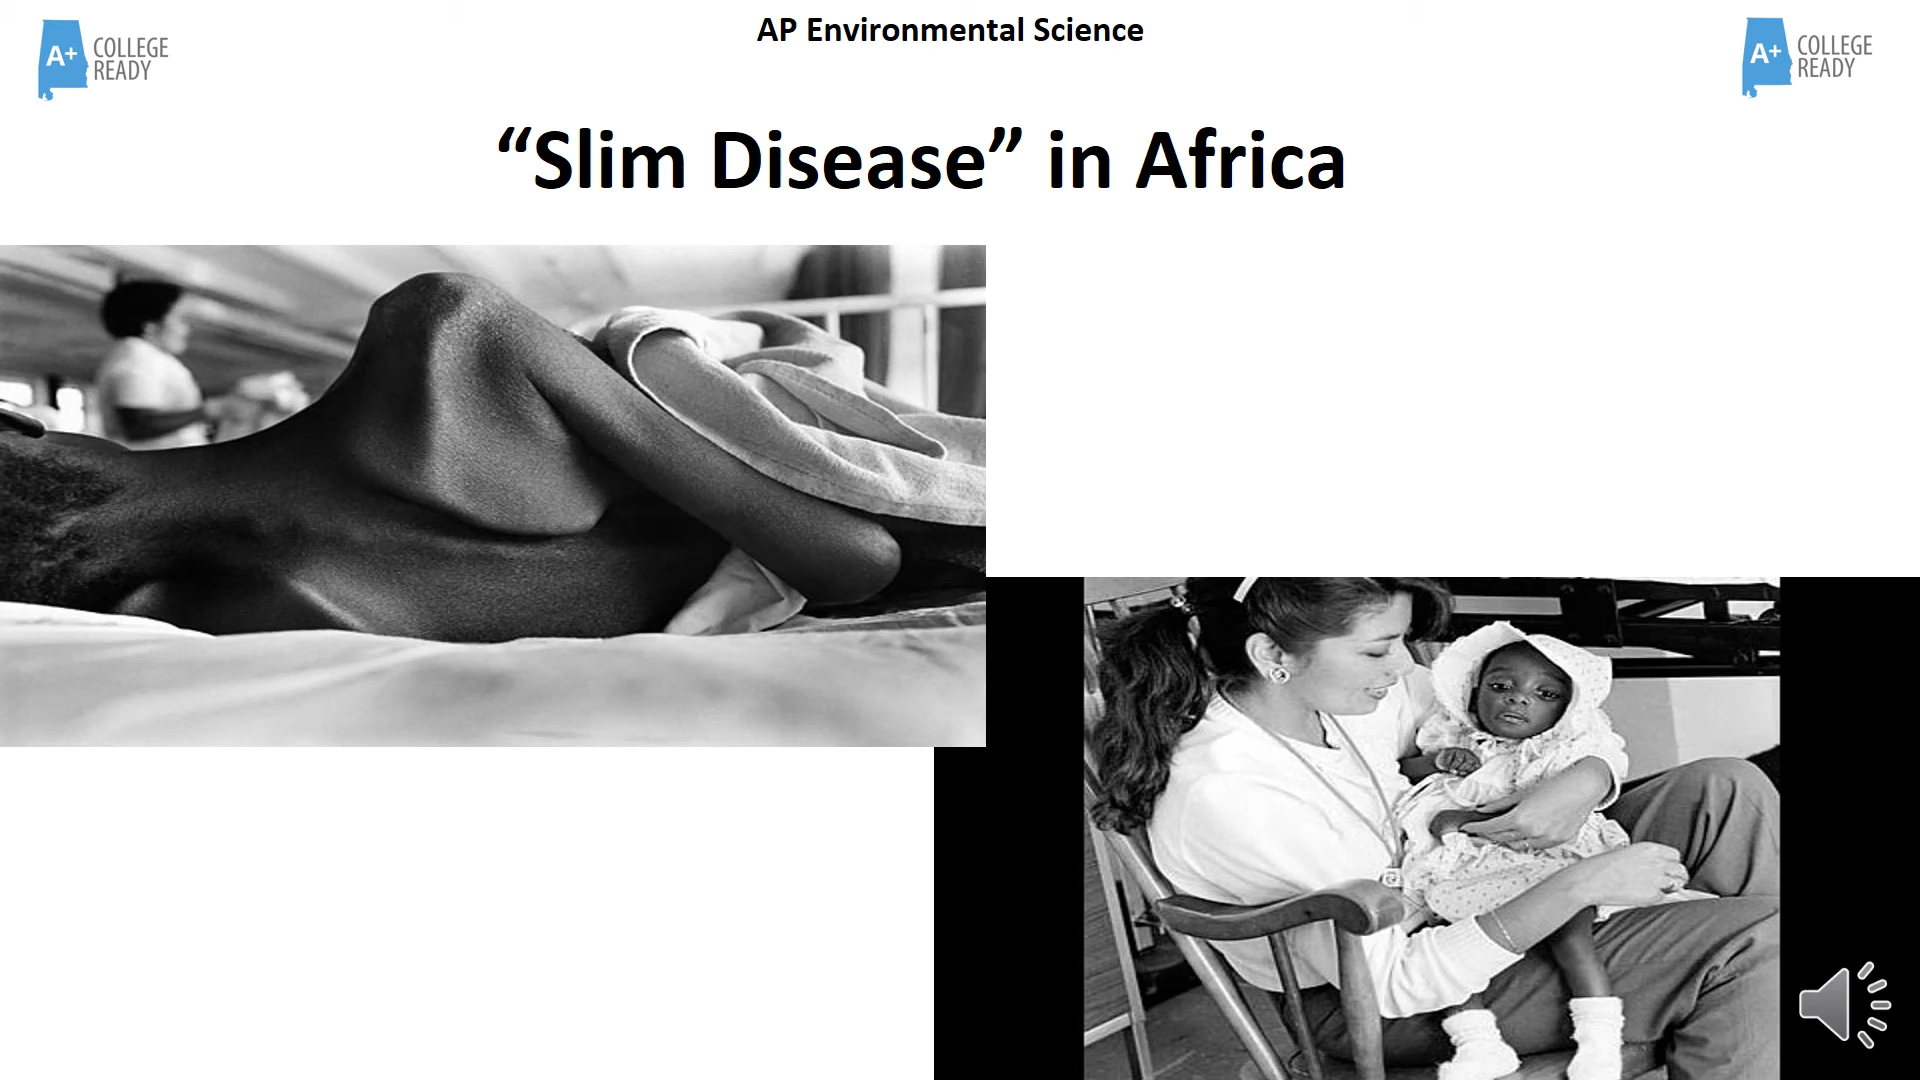 AP Environmental Science
A+ COLLEGE
READY
A+ COLLEGE
READY
“Slim Disease” in Africa